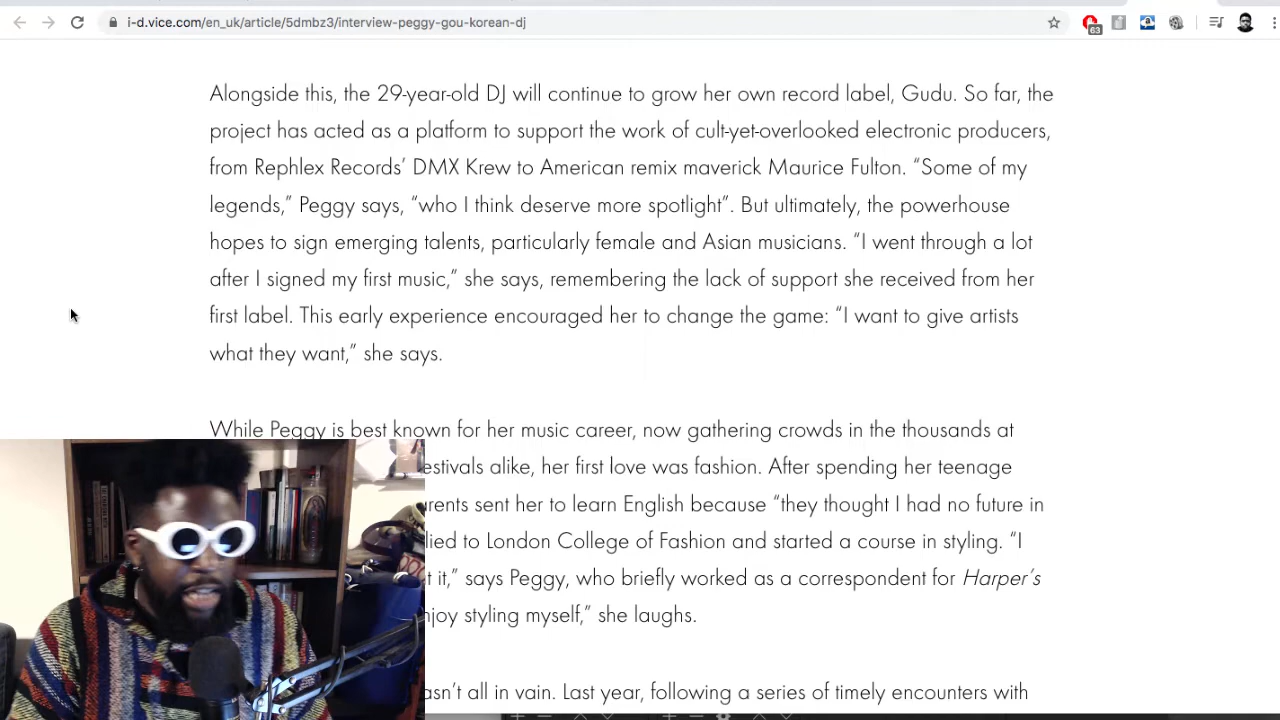 i-d.vice.com/en_uk/article/5dmbz3/interview-peggy-gou-korean-dj
63
Alongside this, the 29-year-old DJ will continue to grow her own record label, Gudu. So far, the
project has acted as a platform to support the work of cult-yet-overlooked electronic producers,
from Rephlex Records’ DMX Krew to American remix maverick Maurice Fulton. “Some of my
legends,” Peggy says, “who I think deserve more spotlight”. But ultimately, the powerhouse
hopes to sign emerging talents, particularly female and Asian musicians. “I went through a lot
after I signed my first music,” she says, remembering the lack of support she received from her
first label. This early experience encouraged her to change the game: “I want to give artists
what they want,” she says.
While Peggy is best known for her music career, now gathering crowds in the thousands at
estivals alike, her first love was fashion. After spending her teenage
rents sent her to learn English because “they thought I had no future in
lied to London College of Fashion and started a course in styling. “I
t it,” says Peggy, who briefly worked as a correspondent for Harper’s
njoy styling myself,” she laughs.
asn’t all in vain. Last year, following a series of timely encounters with